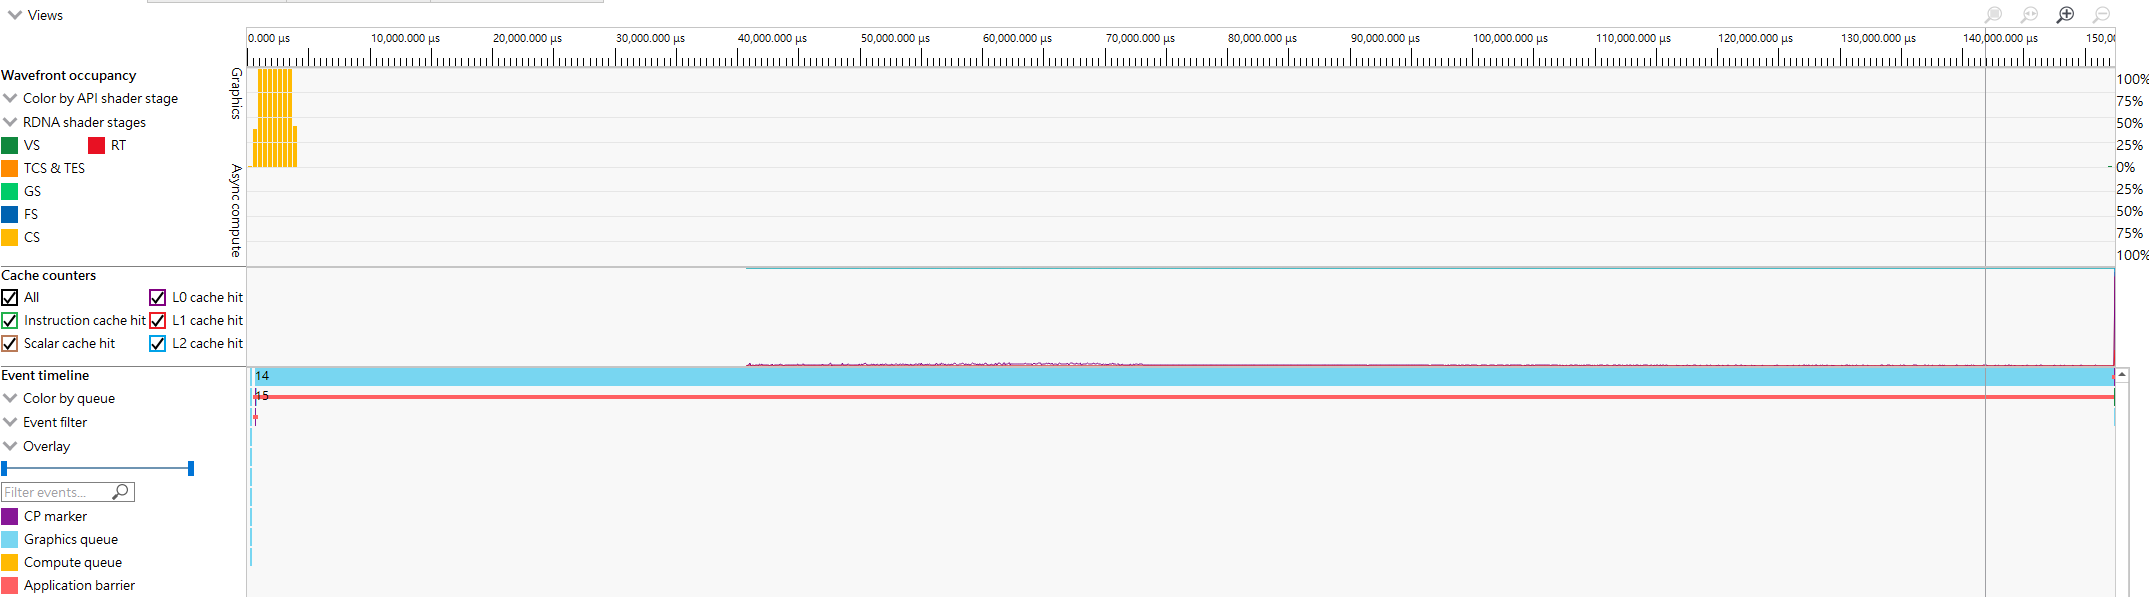 Views
0.000 µs 10,000.000 µs 20,000.000 µs 30,000.000 µs 40,000.000 µs 50,000.000 µs 60,000.000 µs 70,000.000 µs 80,000.000 µs 90,000.000 µs 100,000.000 µs 110,000.000 µs 120,000.000 µs 130,000.000 µs 140,000.000 µs 150,0
Wavefront occupancy
Color by API shader stage
RDNA shader stages
VS RT
TCS & TES
GS
FS
CS
Graphics
Async compute
100%
75%
50%
25%
0%
25%
50%
75%
100%
Cache counters
All L0 cache hit
Instruction cache hit L1 cache hit
Scalar cache hit L2 cache hit
Event timeline
14
Color by queue
15
Event filter
Overlay
Filter events...
CP marker
Graphics queue
Compute queue
Application barrier